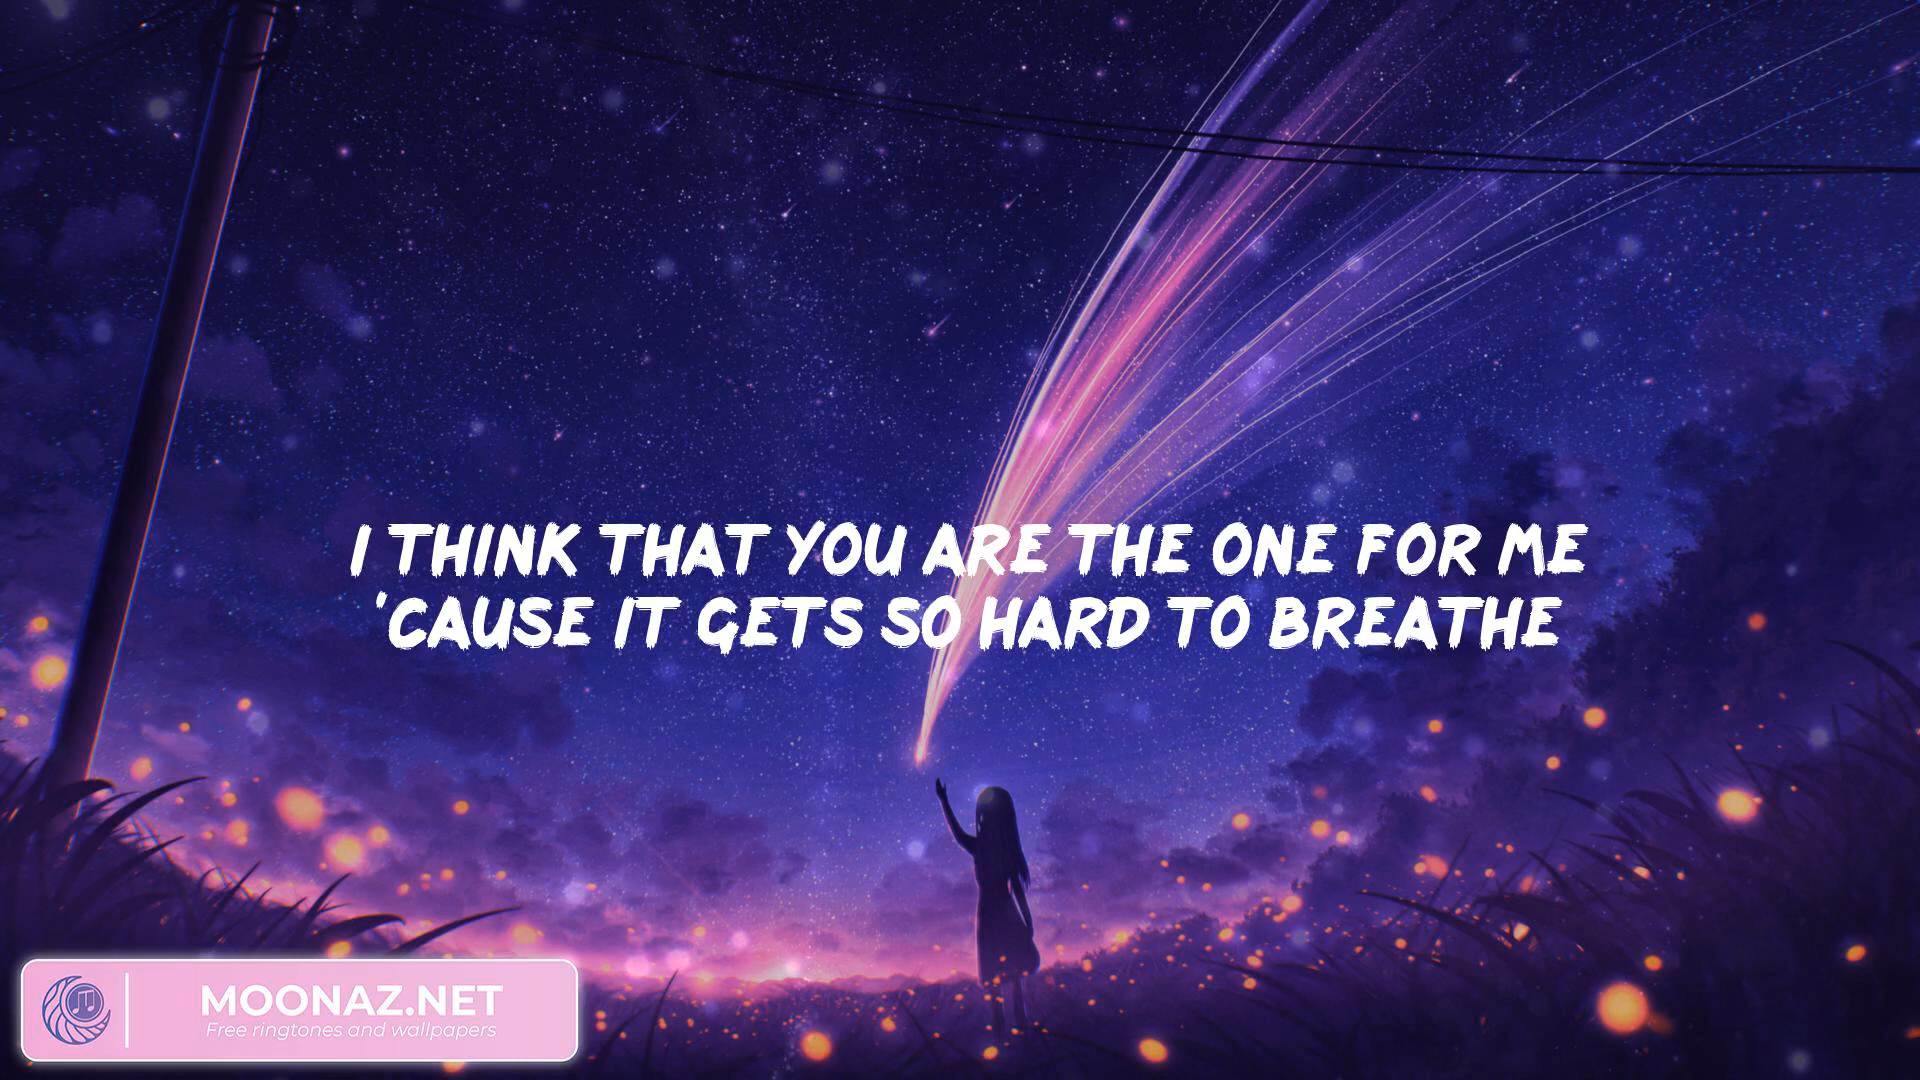 I THINK THAT YOU ARE THE ONE FOR ME
'CAUSE IT GETS SO HARD TO BREATHE
MOONAZ.NET
Free ringtones and wallpapers